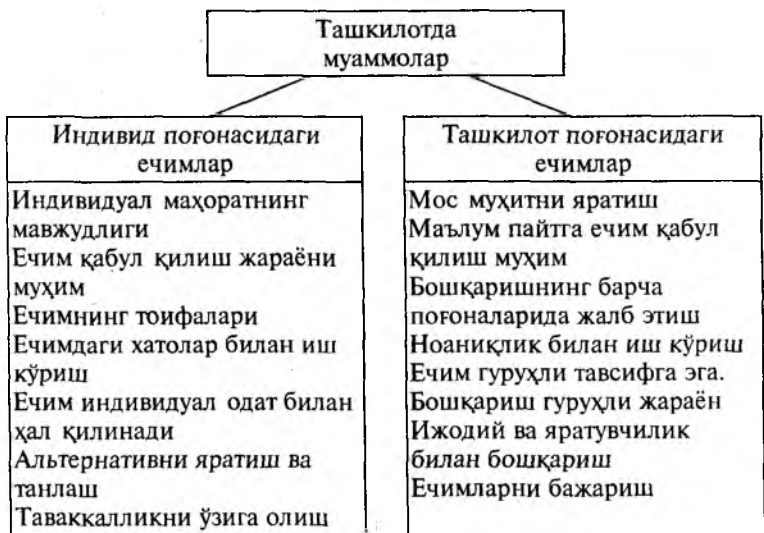 Ташкилотда
муаммолар
Индивид поғонасидаги
ечимлар
Индивидуал маҳоратнинг
мавжудлиги
Ечим қабул қилиш жараёни
муҳим
Ечимнинг тоифалари
Ечимдаги хатолар билан иш
кўриш
Ечим индивидуал одат билан
ҳал қилинади
Альтернативни яратиш ва
танлаш
Таваккалликни ўзига олиш
Ташкилот поғонасидаги
ечимлар
Мос муҳитни яратиш
Маълум пайтга ечим қабул
қилиш муҳим
Бошқаришнинг барча
поғоналарида жалб этиш
Ноаниқлик билан иш кўриш
Ечим гуруҳли тавсифга эга.
Бошқариш гуруҳли жараён
Ижодий ва яратувчилик
билан бошқариш
Ечимларни бажариш